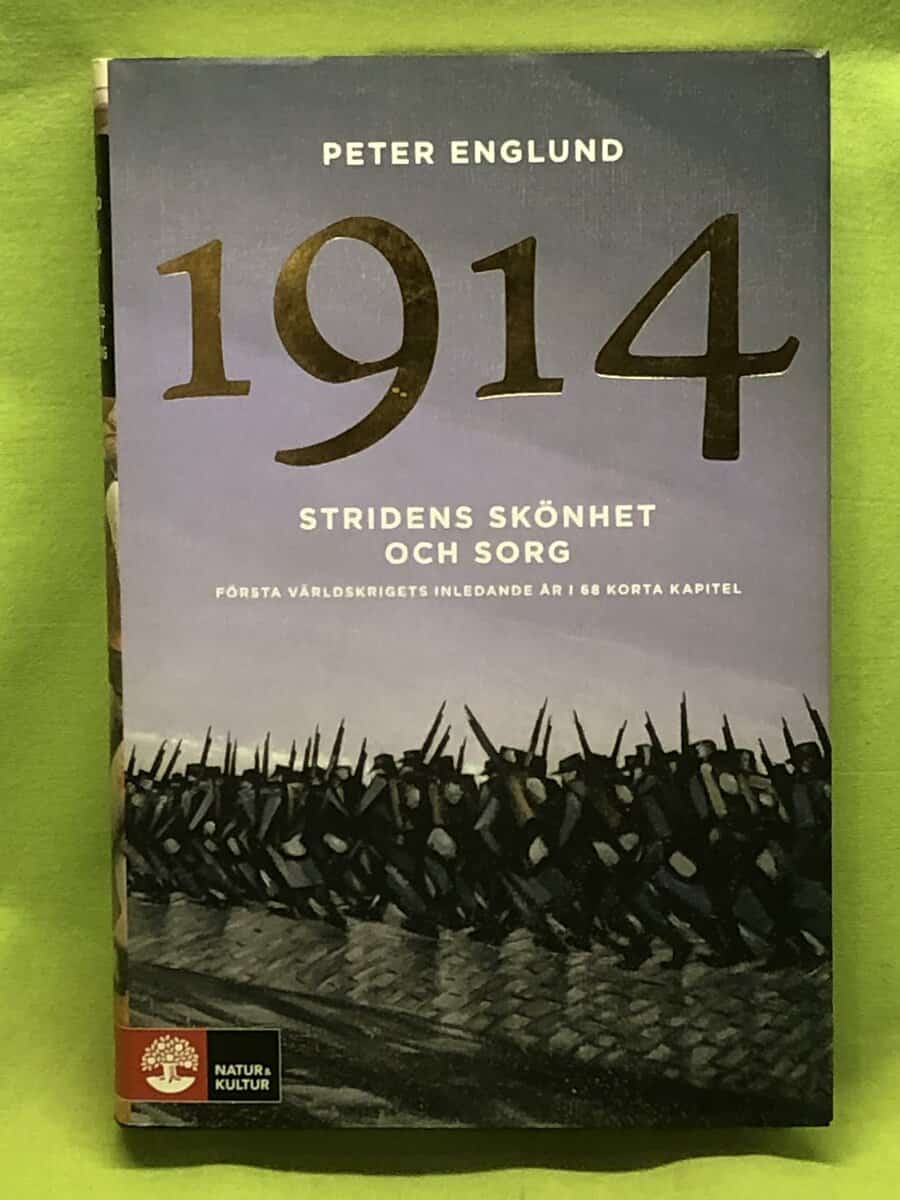 PETER ENGLUND
1914
STRIDENS SKÖNHET
OCH SORG
FÖRSTA VÄRLDSKRIGETS INLEDANDE ÅR I 68 KORTA KAPITEL
NATUR &
KULTUR